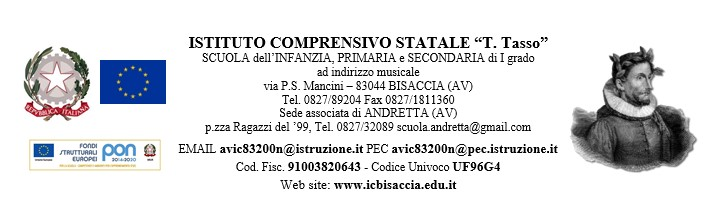 ISTITUTO COMPRENSIVO STATALE “T. Tasso”
SCUOLA dell’INFANZIA, PRIMARIA e SECONDARIA di I grado
ad indirizzo musicale
via P.S. Mancini – 83044 BISACCIA (AV)
Tel. 0827/89204 Fax 0827/1811360
Sede associata di ANDRETTA (AV)
p.zza Ragazzi del ’99, Tel. 0827/32089 scuola.andretta@gmail.com
EMAIL avic83200n@istruzione.it PEC avic83200n@pec.istruzione.it
Cod. Fisc. 91003820643 - Codice Univoco UF96G4
Web site: www.icbisaccia.edu.it
REPVBBLICA ITALIANA
FONDI
STRUTTURALI
EUROPEI
pon
2014-2020